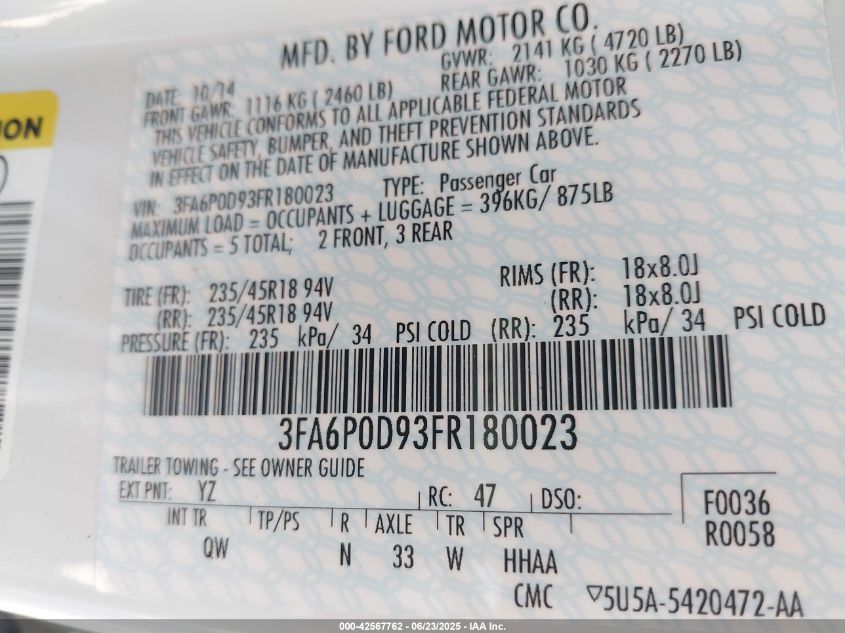 MFD. BY FORD MOTOR CO.
DATE: 10/14 GVWR: 2141 KG ( 4720 LB)
FRONT GAWR: 1116 KG ( 2460 LB) REAR GAWR: 1030 KG ( 2270 LB)
THIS VEHICLE CONFORMS TO ALL APPLICABLE FEDERAL MOTOR
VEHICLE SAFETY, BUMPER, AND THEFT PREVENTION STANDARDS
IN EFFECT ON THE DATE OF MANUFACTURE SHOWN ABOVE.
VIN: 3FA6P0D93FR180023 TYPE: Passenger Car
MAXIMUM LOAD = OCCUPANTS + LUGGAGE = 396KG/ 875LB
OCCUPANTS = 5 TOTAL; 2 FRONT, 3 REAR
TIRE (FR): 235/45R18 94V RIMS (FR): 18x8.0J
(RR): 235/45R18 94V (RR): 18x8.0J
PRESSURE (FR): 235 kPa/ 34 PSI COLD (RR): 235 kPa/ 34 PSI COLD
3FA6P0D93FR180023
TRAILER TOWING - SEE OWNER GUIDE
EXT PNT: YZ RC: 47 DSO: F0036
INT TR TP/PS R AXLE TR SPR R0058
QW N 33 W HHAA
CMC ▽5U5A-5420472-AA
000-42567762 - 06/23/2025 - IAA Inc.